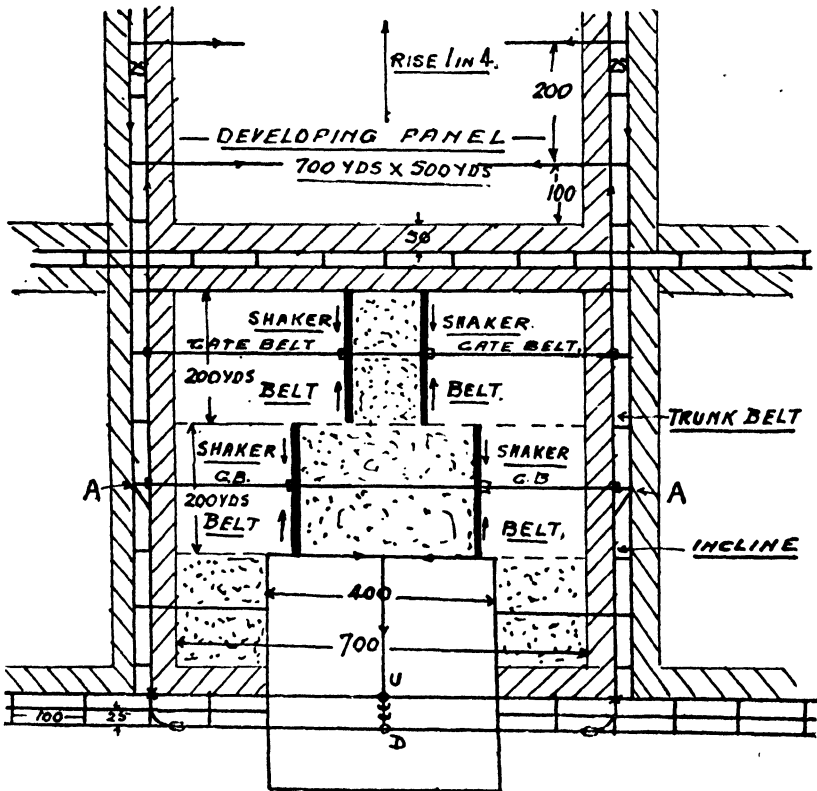 25
25
RISE 1 IN 4.
200
DEVELOPING PANEL
700 YDS X 500 YDS
100
50
SHAKER
SHAKER.
GATE BELT
GATE BELT.
200 YDS
BELT
BELT.
TRUNK BELT
SHAKER
SHAKER
G.B.
G.B
A
A
200 YDS
BELT
BELT,
INCLINE
400
700
U
100
25
D